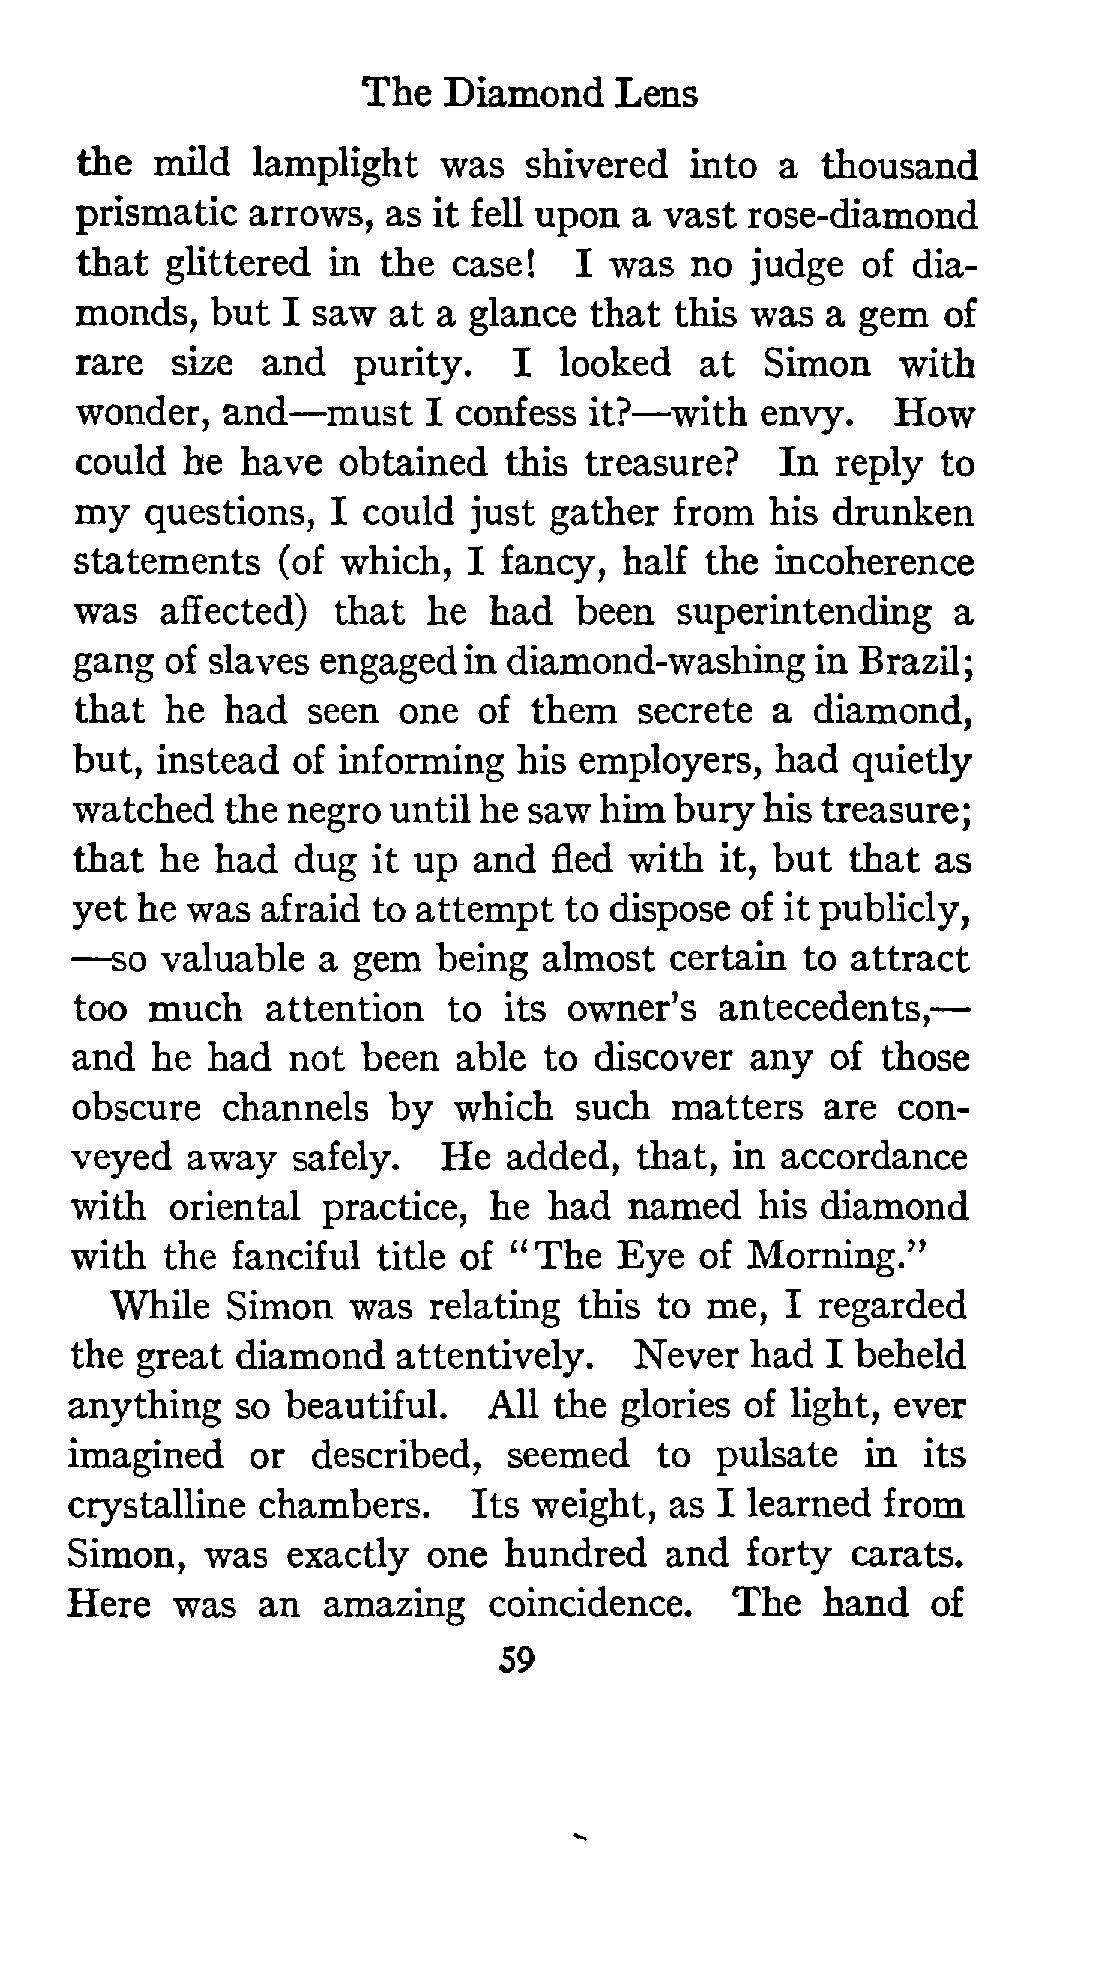 The Diamond Lens
the mild lamplight was shivered into a thousand
prismatic arrows, as it fell upon a vast rose-diamond
that glittered in the case! I was no judge of dia-
monds, but I saw at a glance that this was a gem of
rare size and purity. I looked at Simon with
wonder, and—must I confess it?—with envy. How
could he have obtained this treasure? In reply to
my questions, I could just gather from his drunken
statements (of which, I fancy, half the incoherence
was affected) that he had been superintending a
gang of slaves engaged in diamond-washing in Brazil;
that he had seen one of them secrete a diamond,
but, instead of informing his employers, had quietly
watched the negro until he saw him bury his treasure;
that he had dug it up and fled with it, but that as
yet he was afraid to attempt to dispose of it publicly,
—so valuable a gem being almost certain to attract
too much attention to its owner's antecedents,—
and he had not been able to discover any of those
obscure channels by which such matters are con-
veyed away safely. He added, that, in accordance
with oriental practice, he had named his diamond
with the fanciful title of "The Eye of Morning."
While Simon was relating this to me, I regarded
the great diamond attentively. Never had I beheld
anything so beautiful. All the glories of light, ever
imagined or described, seemed to pulsate in its
crystalline chambers. Its weight, as I learned from
Simon, was exactly one hundred and forty carats.
Here was an amazing coincidence. The hand of
59